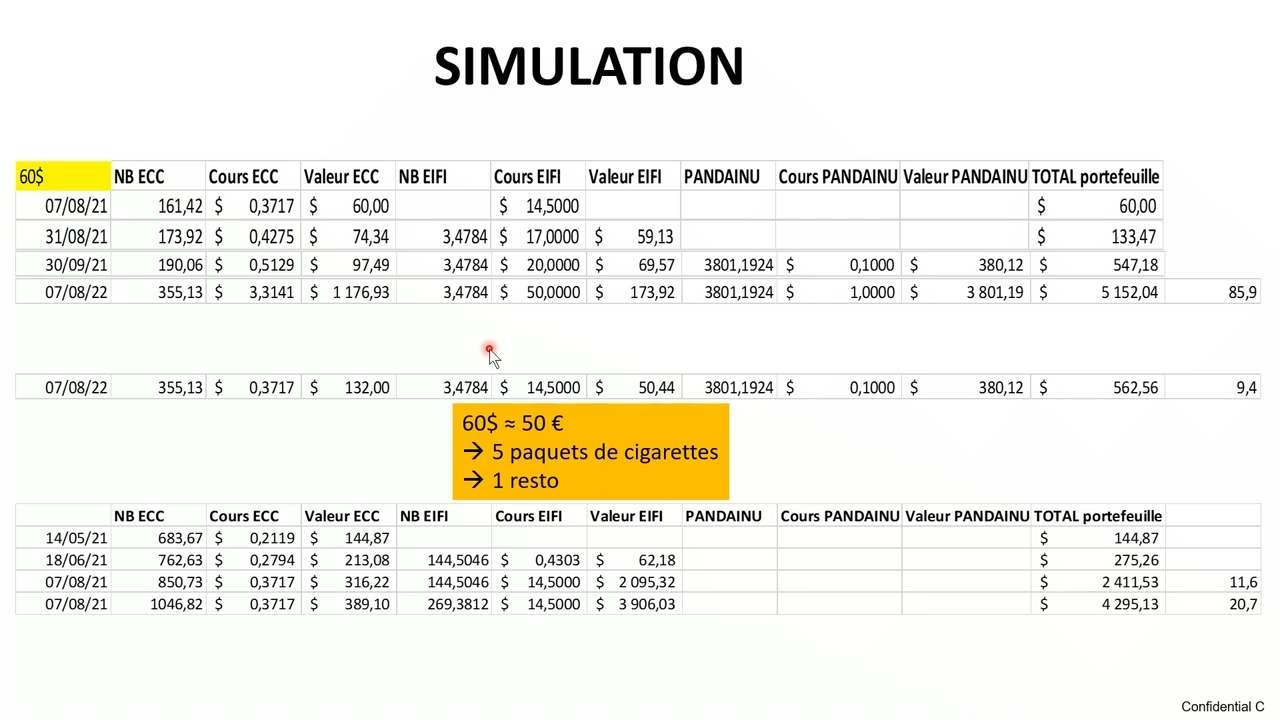 SIMULATION
60$ NB ECC Cours ECC Valeur ECC NB EIFI Cours EIFI Valeur EIFI PANDAINU Cours PANDAINU Valeur PANDAINU TOTAL portefeuille
07/08/21 161,42 $ 0,3717 $ 60,00 $ 14,5000 $ 60,00
31/08/21 173,92 $ 0,4275 $ 74,34 3,4784 $ 17,0000 $ 59,13 $ 133,47
30/09/21 190,06 $ 0,5129 $ 97,49 3,4784 $ 20,0000 $ 69,57 3801,1924 $ 0,1000 $ 380,12 $ 547,18
07/08/22 355,13 $ 3,3141 $ 1 176,93 3,4784 $ 50,0000 $ 173,92 3801,1924 $ 1,0000 $ 3 801,19 $ 5 152,04 85,9
07/08/22 355,13 $ 0,3717 $ 132,00 3,4784 $ 14,5000 $ 50,44 3801,1924 $ 0,1000 $ 380,12 $ 562,56 9,4
60$ ≈ 50 €
→ 5 paquets de cigarettes
→ 1 resto
NB ECC Cours ECC Valeur ECC NB EIFI Cours EIFI Valeur EIFI PANDAINU Cours PANDAINU Valeur PANDAINU TOTAL portefeuille
14/05/21 683,67 $ 0,2119 $ 144,87 $ 144,87
18/06/21 762,63 $ 0,2794 $ 213,08 144,5046 $ 0,4303 $ 62,18 $ 275,26
07/08/21 850,73 $ 0,3717 $ 316,22 144,5046 $ 14,5000 $ 2 095,32 $ 2 411,53 11,6
07/08/21 1046,82 $ 0,3717 $ 389,10 269,3812 $ 14,5000 $ 3 906,03 $ 4 295,13 20,7
Confidential C